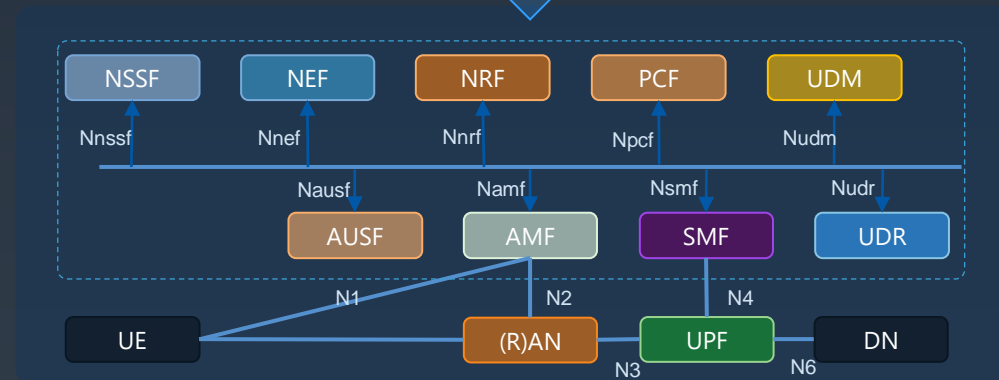 NSSF
NEF
NRF
PCF
UDM
Nnssf
Nnef
Nnrf
Npcf
Nudm
Nausf
Namf
Nsmf
Nudr
AUSF
AMF
SMF
UDR
N1
N2
N4
UE
(R)AN
UPF
DN
N3
N6